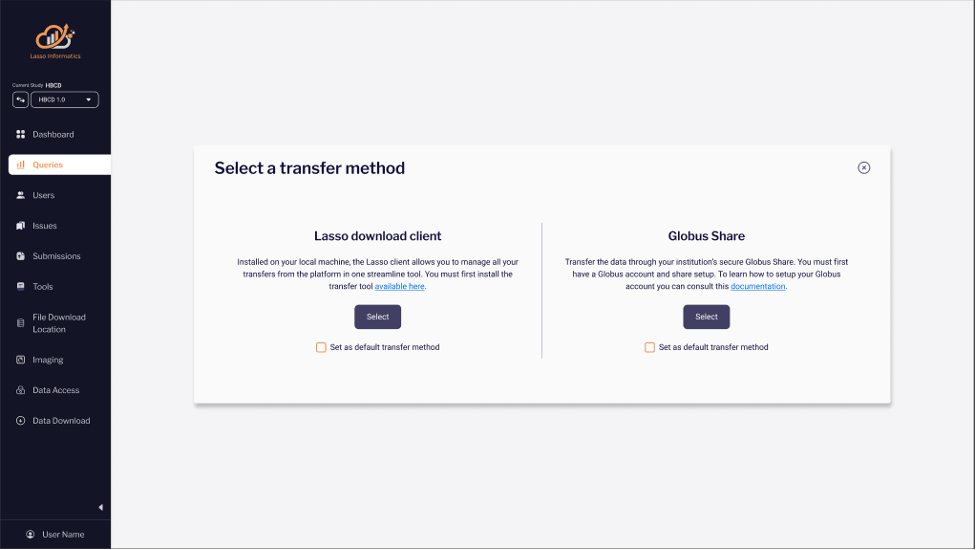 Lasso Informatics
Current Study HBCD
HBCD 1.0
Dashboard
Queries
Users
Issues
Submissions
Tools
File Download
Location
Imaging
Data Access
Data Download
User Name
Select a transfer method
Lasso download client
Installed on your local machine, the Lasso client allows you to manage all your
transfers from the platform in one streamline tool. You must first install the
transfer tool available here.
Select
Set as default transfer method
Globus Share
Transfer the data through your institution's secure Globus Share. You must first
have a Globus account and share setup. To learn how to setup your Globus
account you can consult this documentation.
Select
Set as default transfer method